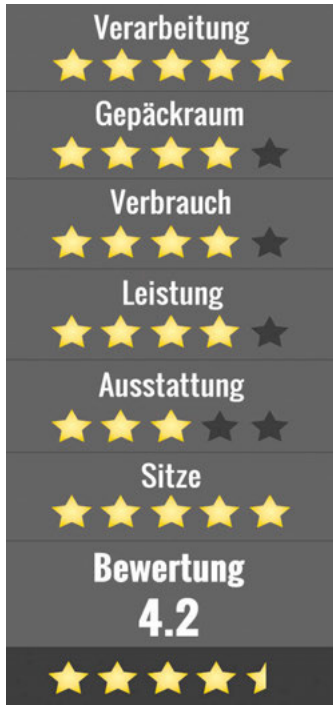 Verarbeitung
Gepäckraum
Verbrauch
Leistung
Ausstattung
Sitze
Bewertung
4.2